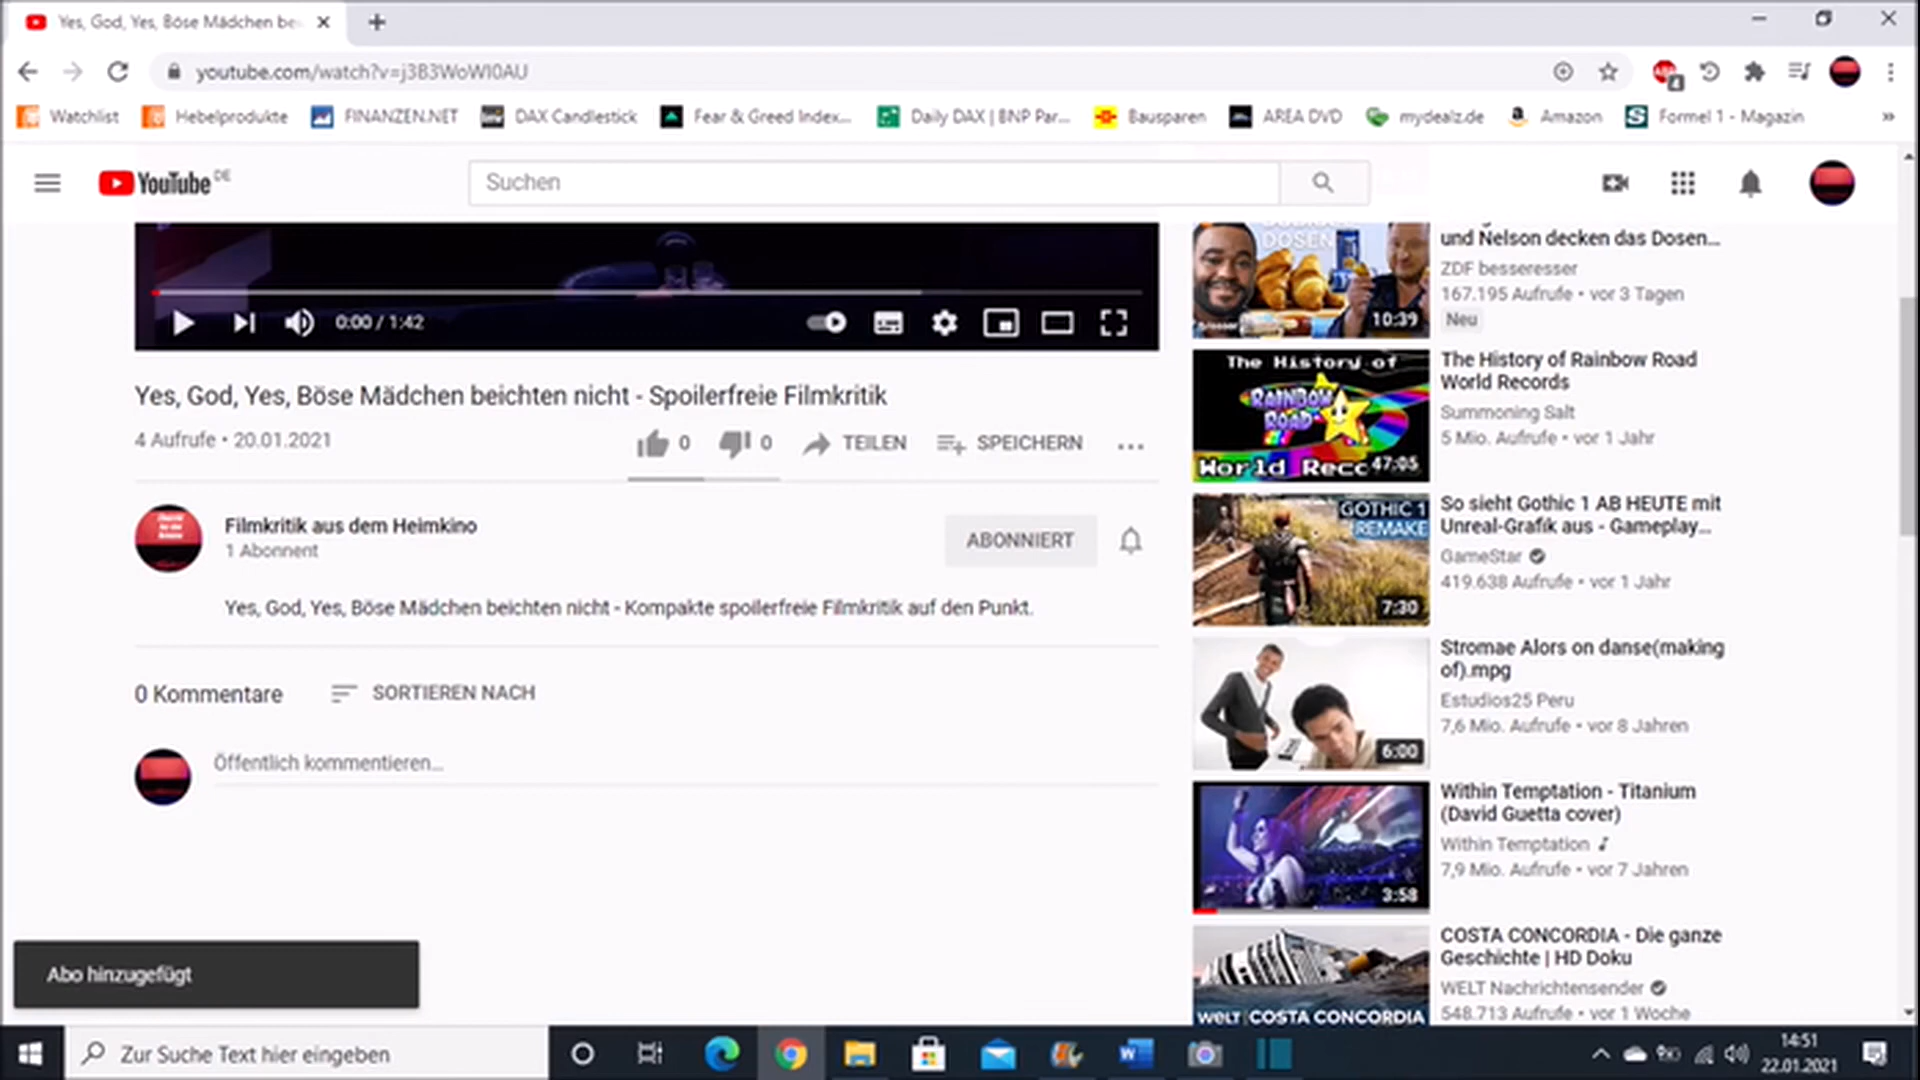 Yes, God, Yes, Böse Mädchen bei
youtube.com/watch?v=j3B3WoWI0AU
Watchlist Hebelprodukte FINANZEN.NET DAX Candlestick Fear & Greed Index... Daily DAX | BNP Par... Bausparen AREA DVD mydealz.de Amazon Formel 1 - Magazin »
YouTube DE
Suchen
0:00 / 1:42
Yes, God, Yes, Böse Mädchen beichten nicht - Spoilerfreie Filmkritik
4 Aufrufe • 20.01.2021
0 0 TEILEN SPEICHERN ...
Filmkritik aus dem Heimkino
1 Abonnent
ABONNIERT
Yes, God, Yes, Böse Mädchen beichten nicht - Kompakte spoilerfreie Filmkritik auf den Punkt.
0 Kommentare SORTIEREN NACH
Öffentlich kommentieren...
DOSEN
10:39
und Nelson decken das Dosen...
ZDF besseresser
167.195 Aufrufe • vor 3 Tagen
Neu
The History of
RAINBOW
ROAD
World Rec
47:05
The History of Rainbow Road
World Records
Summoning Salt
5 Mio. Aufrufe • vor 1 Jahr
GOTHIC 1
REMAKE
7:30
So sieht Gothic 1 AB HEUTE mit
Unreal-Grafik aus - Gameplay...
GameStar
419.638 Aufrufe • vor 1 Jahr
6:00
Stromae Alors on danse(making
of).mpg
Estudios25 Peru
7,6 Mio. Aufrufe • vor 8 Jahren
3:58
Within Temptation - Titanium
(David Guetta cover)
Within Temptation
7,9 Mio. Aufrufe • vor 7 Jahren
WELT COSTA CONCORDIA
COSTA CONCORDIA - Die ganze
Geschichte | HD Doku
WELT Nachrichtensender
548.713 Aufrufe • vor 1 Woche
Abo hinzugefügt
Zur Suche Text hier eingeben
14:51
22.01.2021